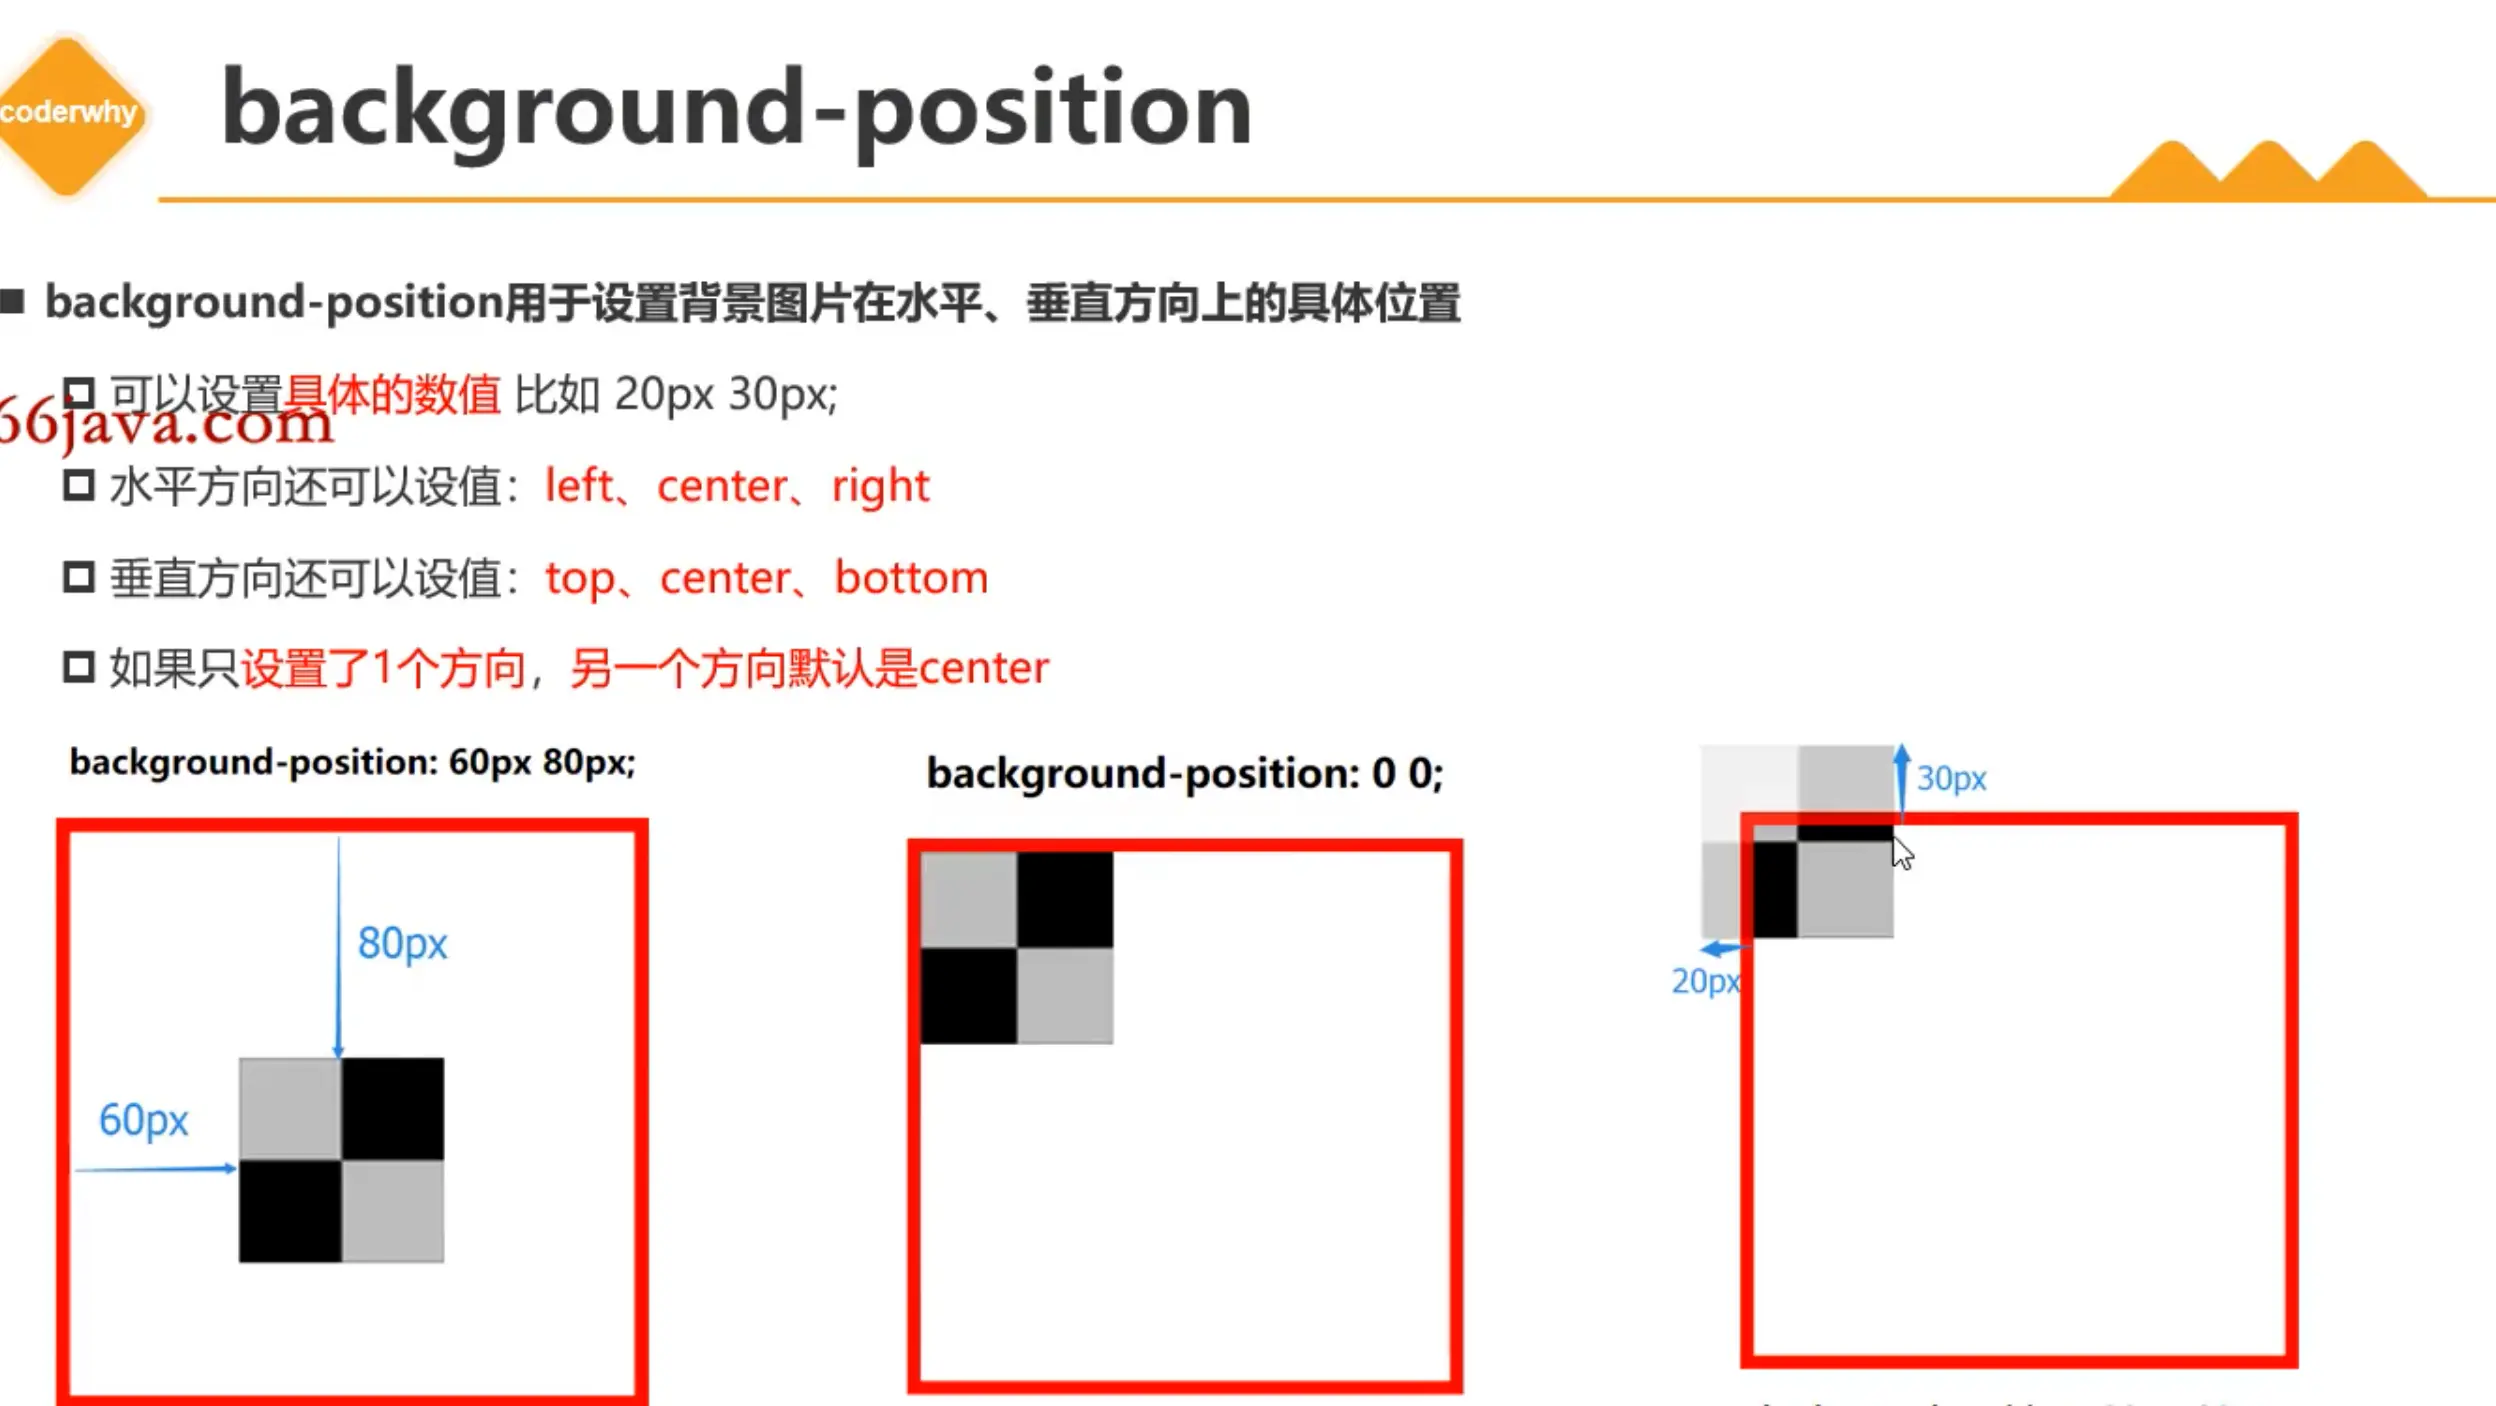 coderwhy
background-position
background-position用于设置背景图片在水平、垂直方向上的具体位置
可以设置具体的数值 比如 20px 30px;
66java.com
水平方向还可以设值：left、center、right
垂直方向还可以设值：top、center、bottom
如果只设置了1个方向，另一个方向默认是center
background-position: 60px 80px;
80px
60px
background-position: 0 0;
30px
20px